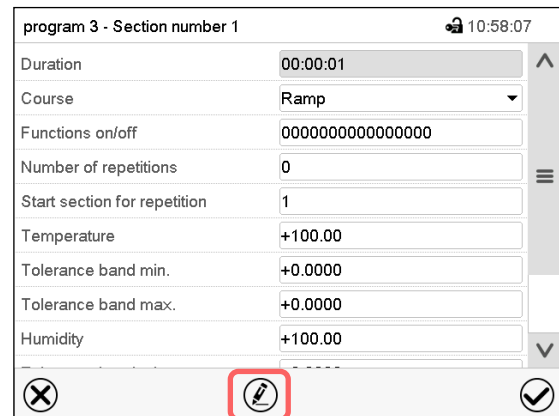 program 3 - Section number 1 10:58:07
Duration 00:00:01
Course Ramp
Functions on/off 0000000000000000
Number of repetitions 0
Start section for repetition 1
Temperature +100.00
Tolerance band min. +0.0000
Tolerance band max. +0.0000
Humidity +100.00